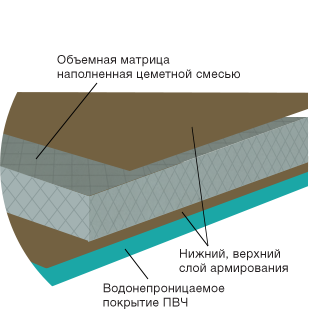 Объемная матрица
наполненная цеметной смесью
Нижний, верхний
слой армирования
Водонепроницаемое
покрытие ПВЧ